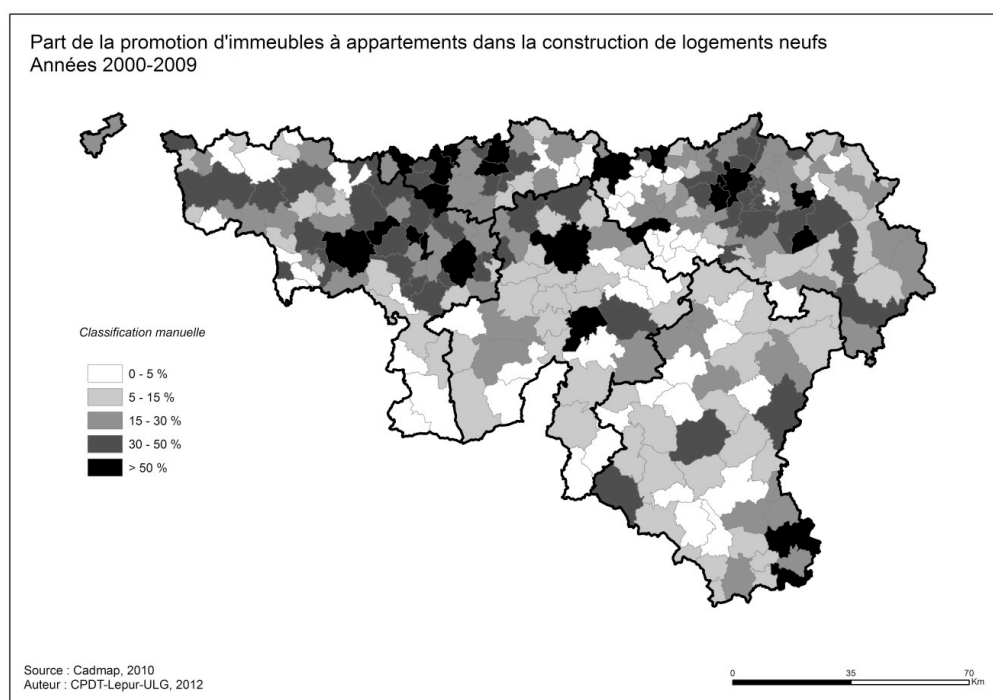 Part de la promotion d'immeubles à appartements dans la construction de logements neufs
Années 2000-2009
Classification manuelle
0 - 5 %
5 - 15 %
15 - 30 %
30 - 50 %
> 50 %
Source : Cadmap, 2010
Auteur : CPDT-Lepur-ULG, 2012
0 35 70
Km